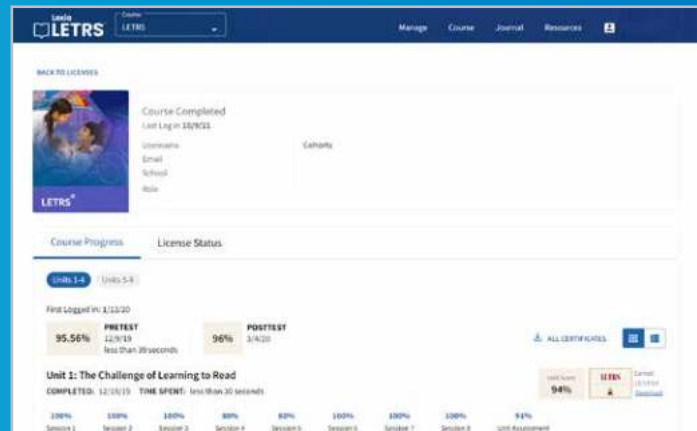 Lexia
LETRS
Course
LETRS
Manage Course Journal Resources
BACK TO LICENSES
LETRS®
Course Completed
Last Log in 10/9/21
Username
Email
School
Role
Cohorts
Course Progress License Status
Units 1-4 Units 5-8
First Logged in: 1/13/20
95.56%
PRETEST
12/9/19
less than 30 seconds
96%
POSTTEST
3/4/20
ALL CERTIFICATES
Unit 1: The Challenge of Learning to Read
COMPLETED: 12/19/19 TIME SPENT: less than 30 seconds
Unit Score
94%
LETRS
Earned
Download
100% 100% 100% 80% 80% 100% 100% 100% 91%
Session 1 Session 2 Session 3 Session 4 Session 5 Session 6 Session 7 Session 8 Unit Assessment